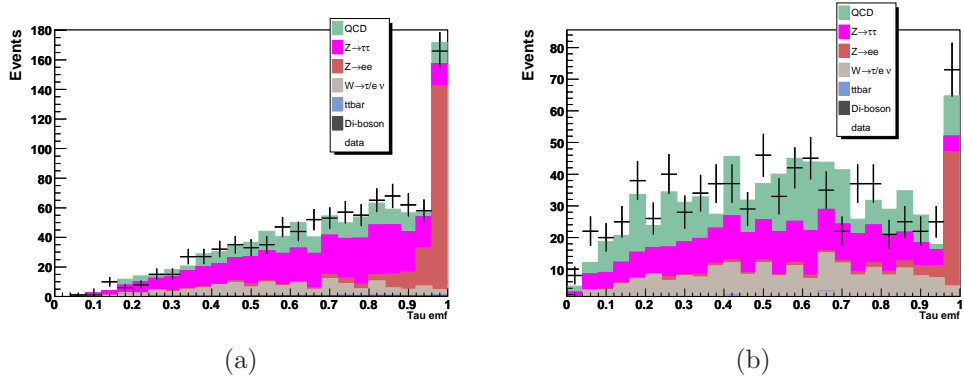 Events
180
160
140
120
100
80
60
40
20
0
0 0.1 0.2 0.3 0.4 0.5 0.6 0.7 0.8 0.9 1
Tau emf
QCD
Z→ττ
Z→ee
W→τ/e ν
ttbar
Di-boson
data
(a)
Events
80
70
60
50
40
30
20
10
0 0.1 0.2 0.3 0.4 0.5 0.6 0.7 0.8 0.9 1
Tau emf
QCD
Z→ττ
Z→ee
W→τ/e ν
ttbar
Di-boson
data
(b)